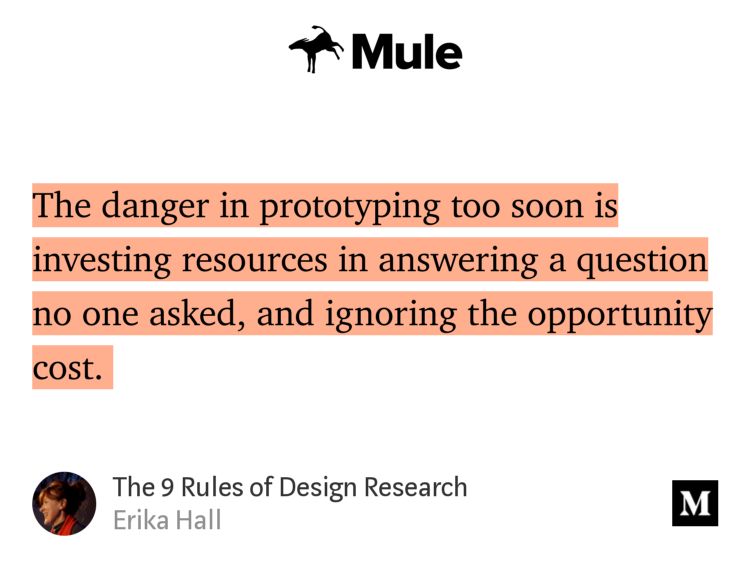 Mule
The danger in prototyping too soon is
investing resources in answering a question
no one asked, and ignoring the opportunity
cost.
The 9 Rules of Design Research
Erika Hall
M